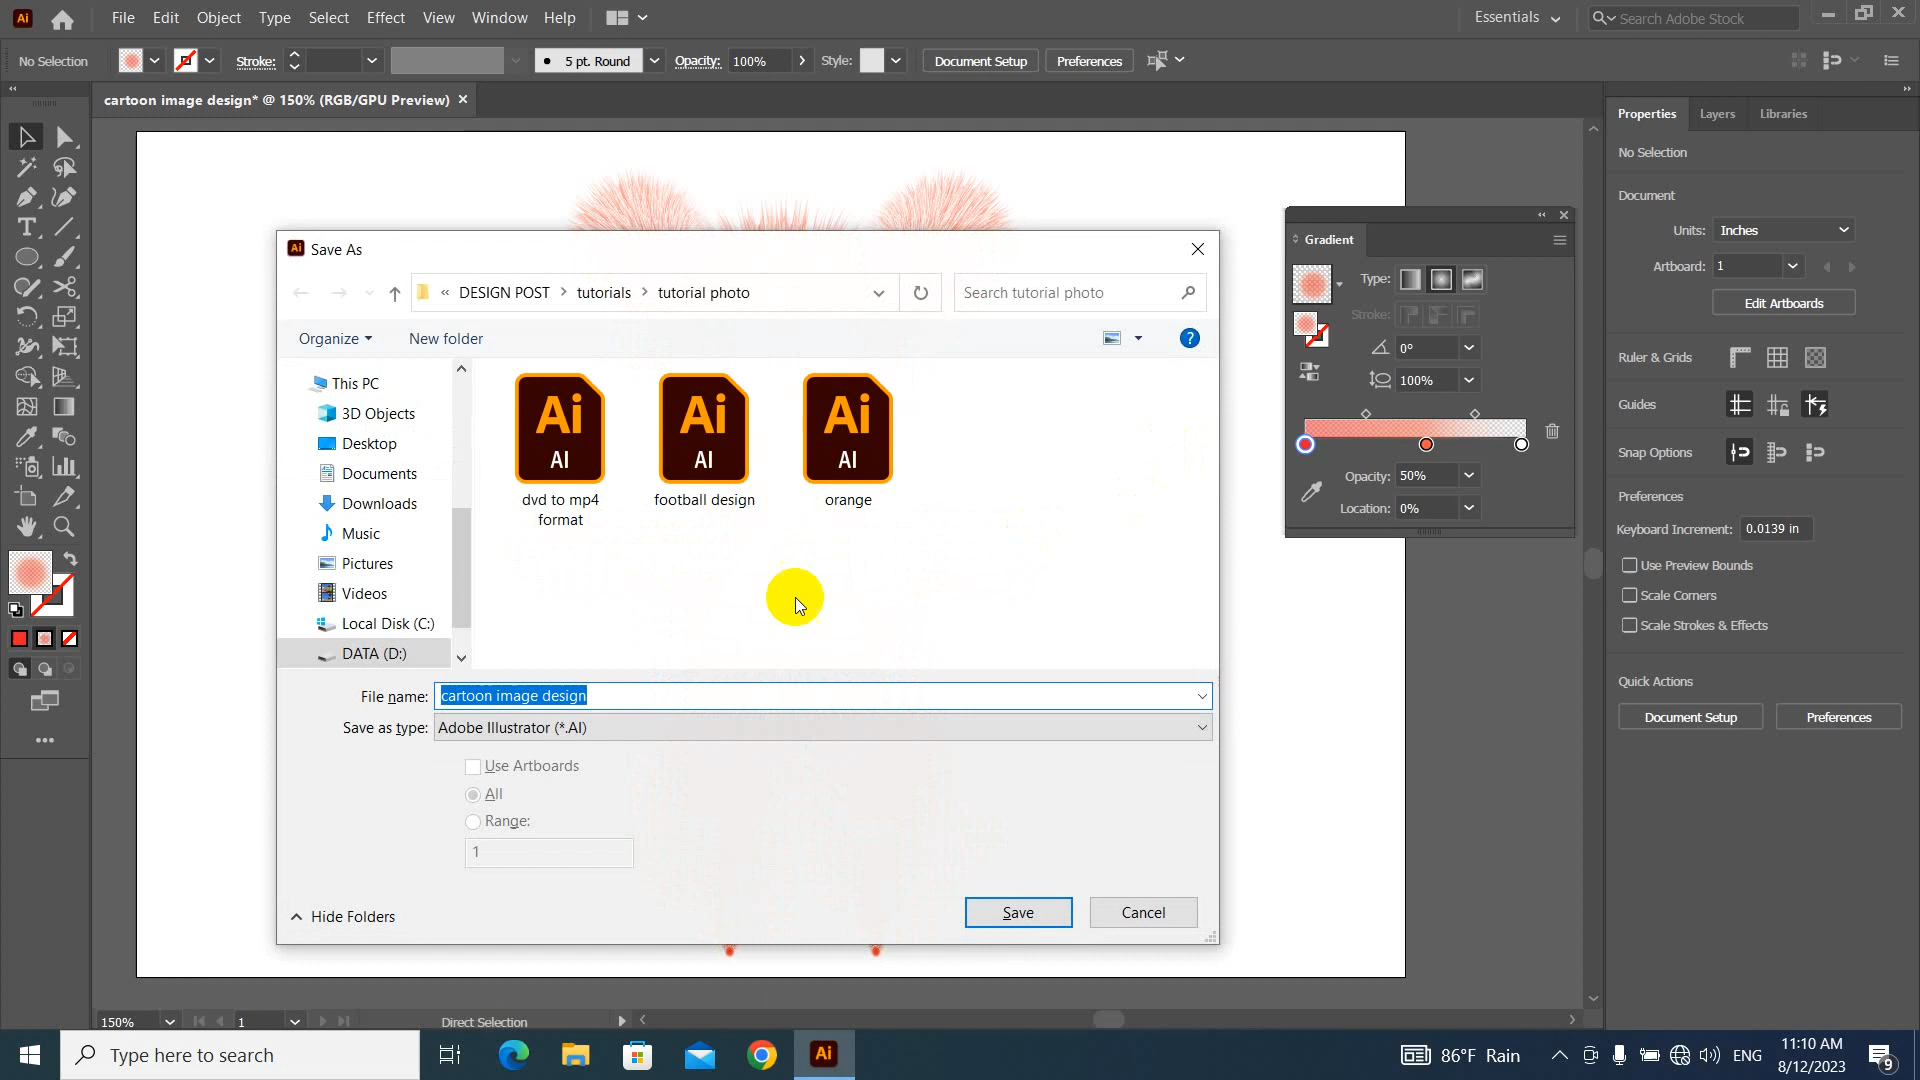 Ai File Edit Object Type Select Effect View Window Help Essentials Search Adobe Stock
No Selection Stroke: 5 pt. Round Opacity: 100% Style: Document Setup Preferences
cartoon image design* @ 150% (RGB/GPU Preview)
Properties Layers Libraries
No Selection
Document
Units: Inches
Artboard: 1
Edit Artboards
Ruler & Grids
Guides
Snap Options
Preferences
Keyboard Increment: 0.0139 in
Use Preview Bounds
Scale Corners
Scale Strokes & Effects
Quick Actions
Document Setup Preferences
Gradient
Type:
Stroke:
0°
100%
Opacity: 50%
Location: 0%
Ai Save As
« DESIGN POST tutorials tutorial photo
Search tutorial photo
Organize New folder
This PC
3D Objects
Desktop
Documents
Downloads
Music
Pictures
Videos
Local Disk (C:)
DATA (D:)
Ai Ai Ai
AI AI AI
dvd to mp4 football design orange
format
File name: cartoon image design
Save as type: Adobe Illustrator (*.AI)
Use Artboards
All
Range:
1
Hide Folders
Save Cancel
150% 1 Direct Selection
Type here to search
Ai
86°F Rain
ENG
11:10 AM
8/12/2023
9